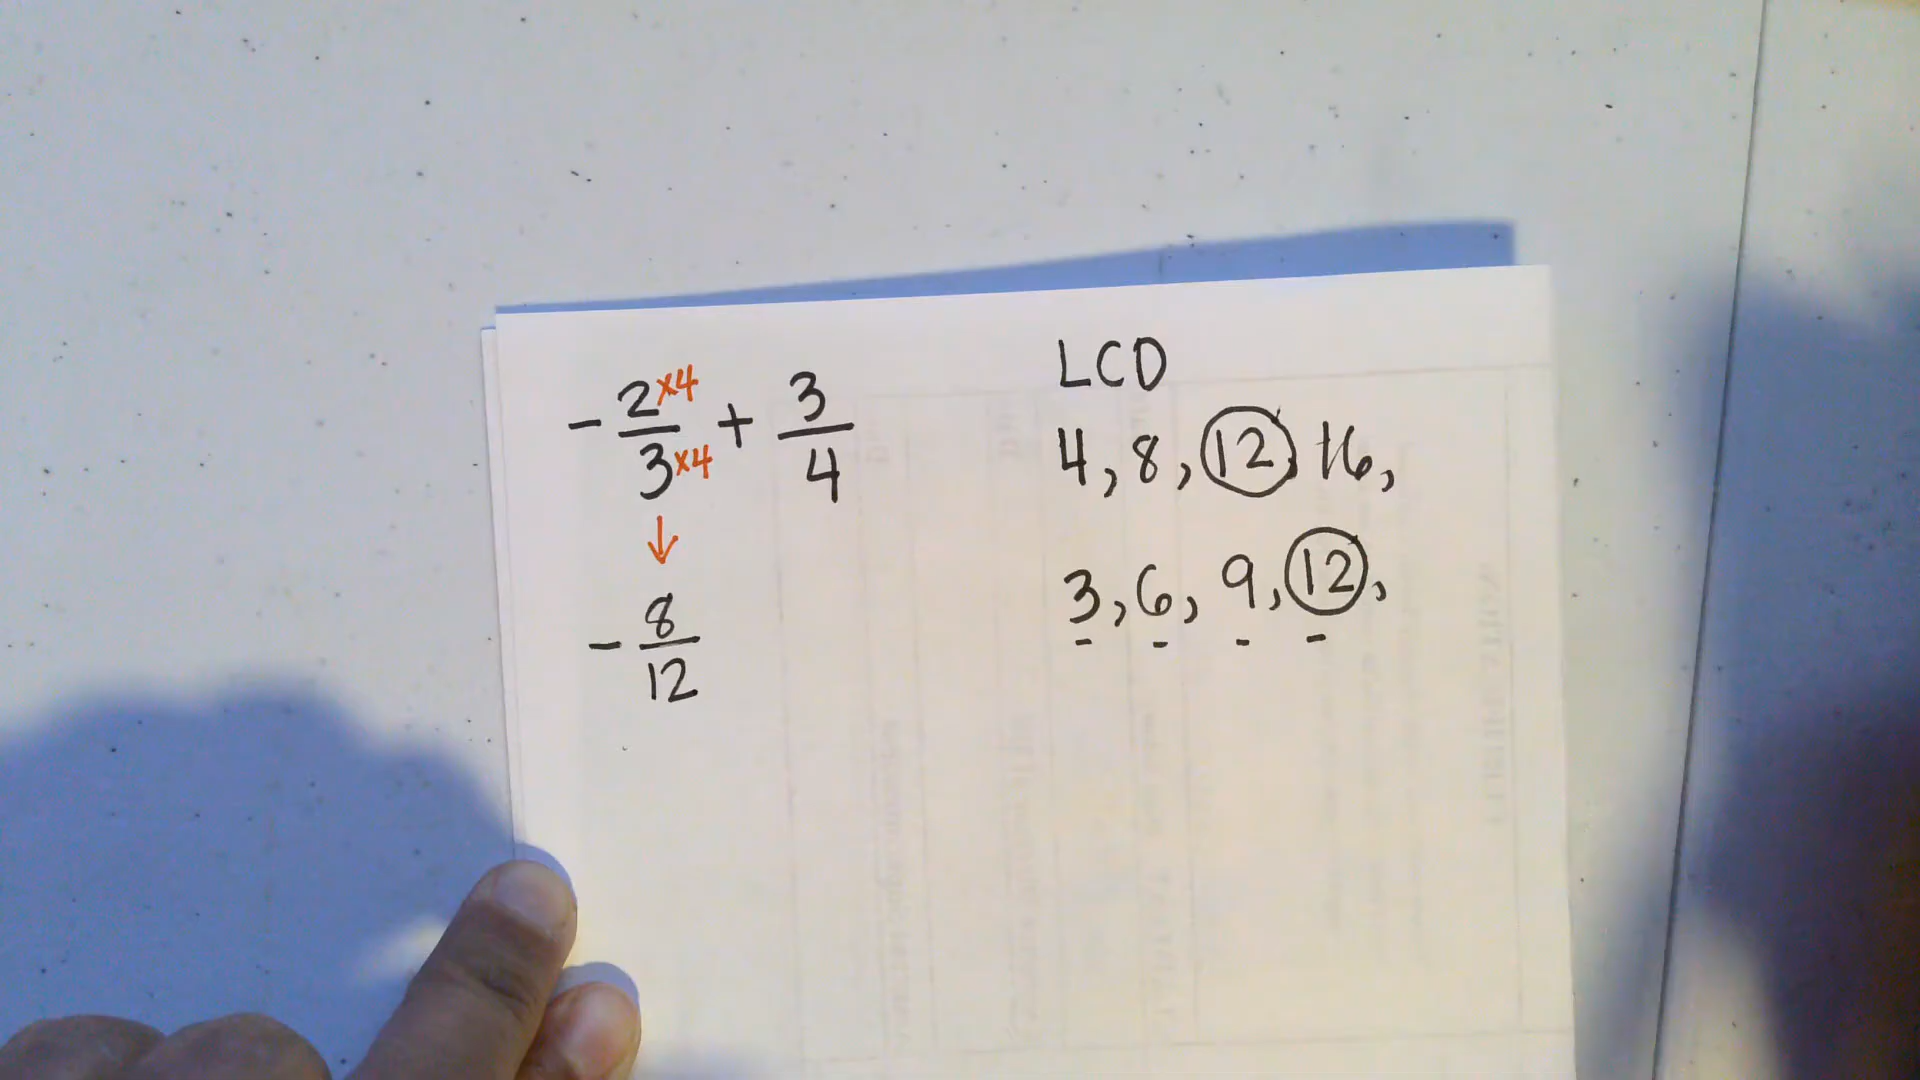 -2×4/3×4 + 3/4
↓
-8/12
LCD
4, 8, 12, 16,
3, 6, 9, 12,